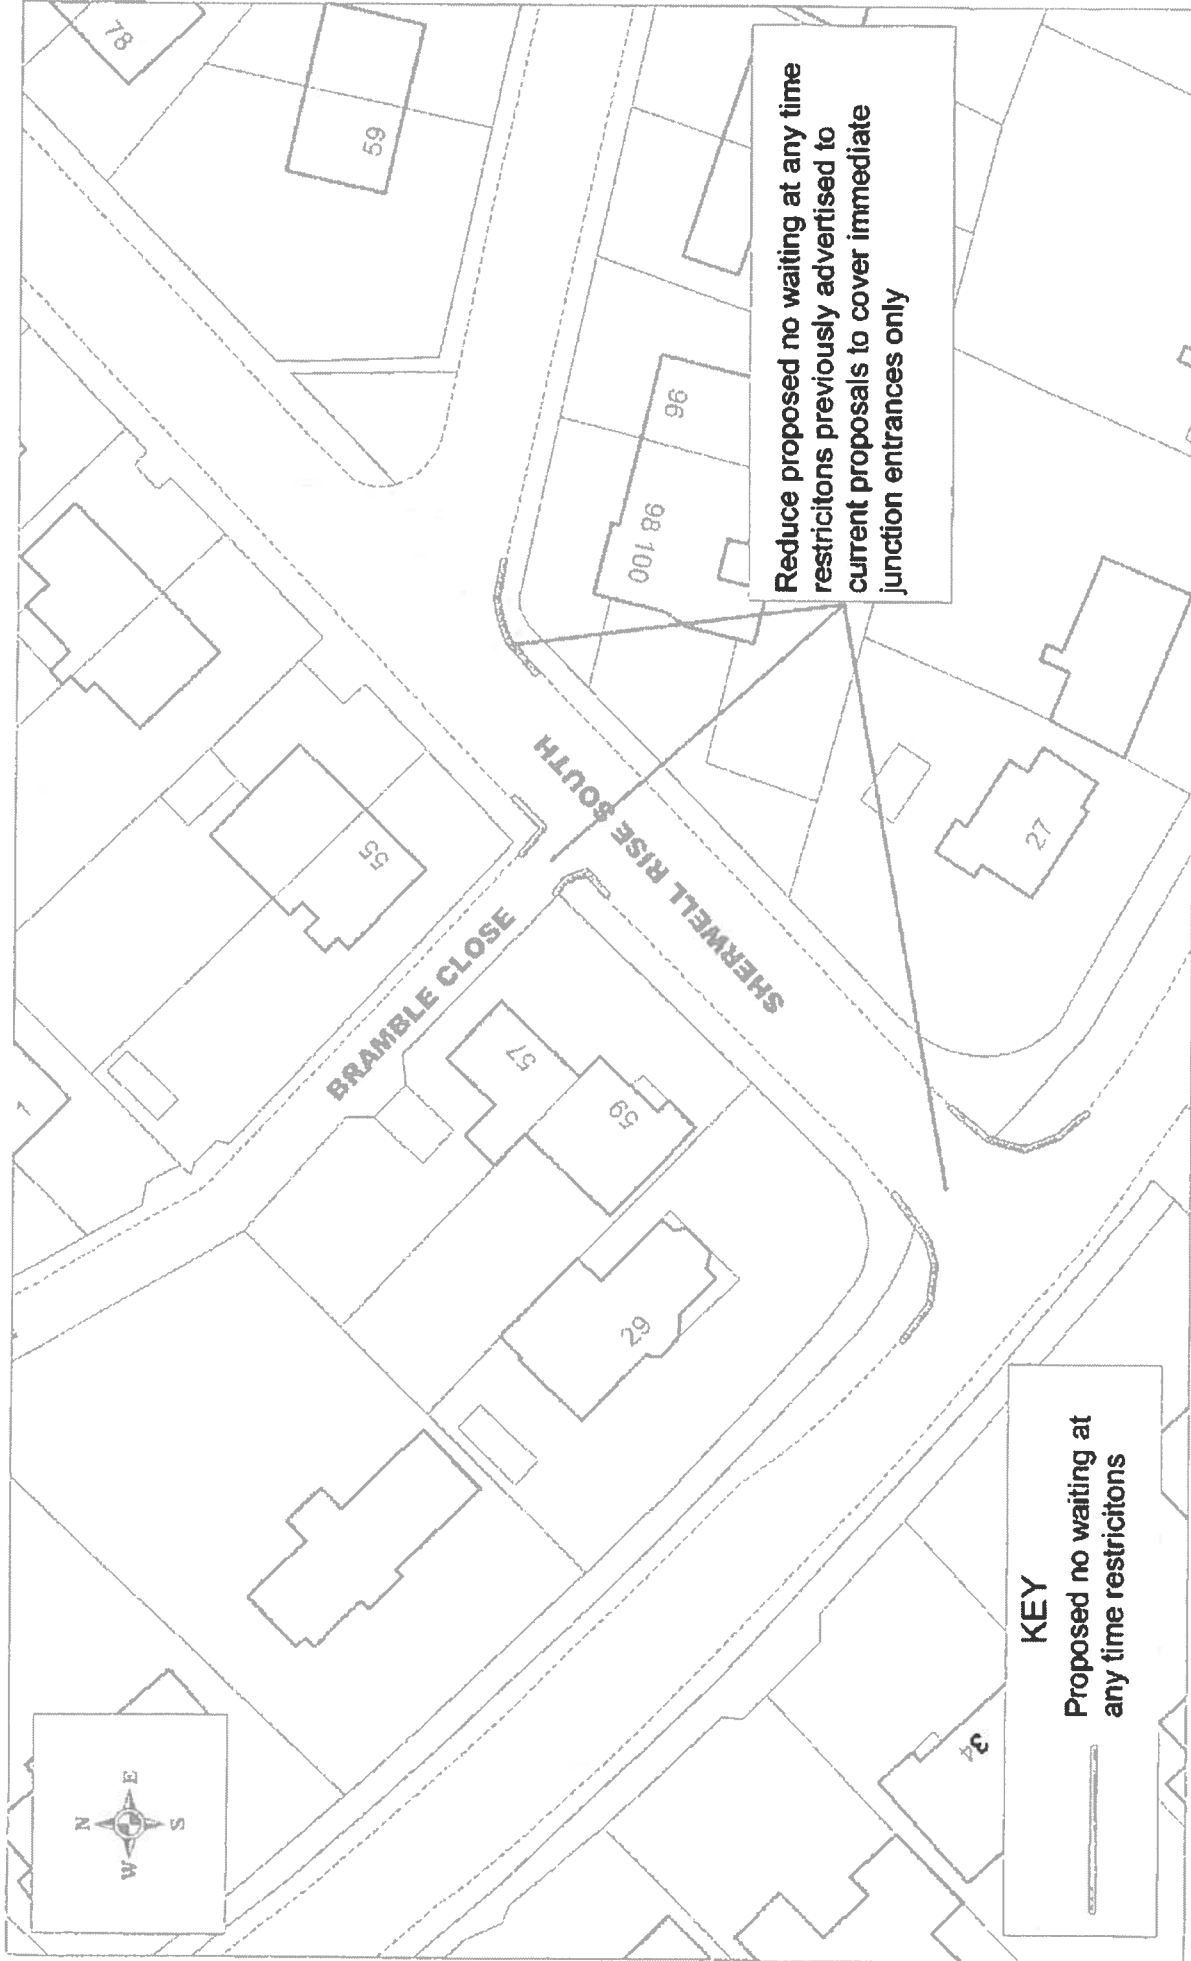 78
59
Reduce proposed no waiting at any time
restricitons previously advertised to
current proposals to cover immediate
junction entrances only
96
98 100
55
BRAMBLE CLOSE
SHERWELL RISE SOUTH
57
59
27
29
1
34
N
W E
S
KEY
Proposed no waiting at
any time restricitons